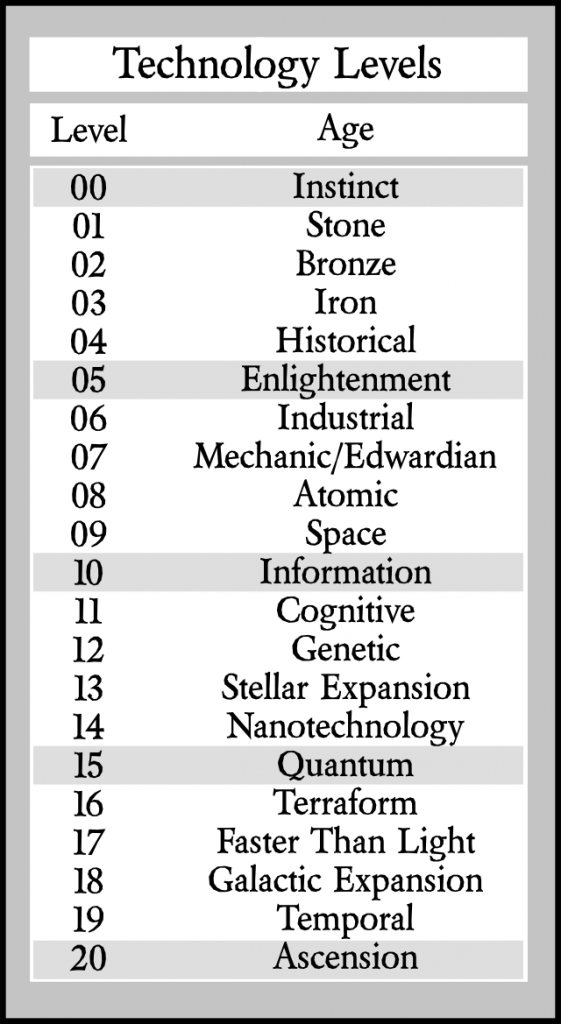 Technology Levels
Level Age
00 Instinct
01 Stone
02 Bronze
03 Iron
04 Historical
05 Enlightenment
06 Industrial
07 Mechanic/Edwardian
08 Atomic
09 Space
10 Information
11 Cognitive
12 Genetic
13 Stellar Expansion
14 Nanotechnology
15 Quantum
16 Terraform
17 Faster Than Light
18 Galactic Expansion
19 Temporal
20 Ascension